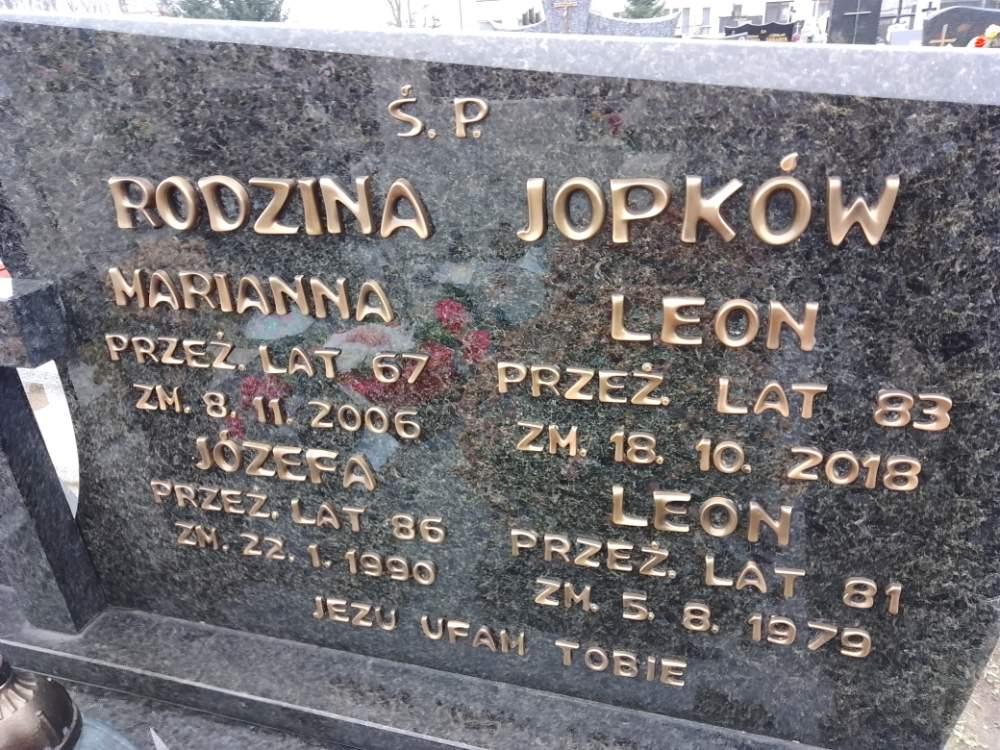 Ś. P.
RODZINA JOPKÓW
MARIANNA
PRZEŻ. LAT 67
ZM. 8. 11. 2006
JÓZEFA
PRZEŻ. LAT 86
ZM. 22. 1. 1990
LEON
PRZEŻ. LAT 83
ZM. 18. 10. 2018
LEON
PRZEŻ. LAT 81
ZM. 5. 8. 1979
JEZU UFAM TOBIE